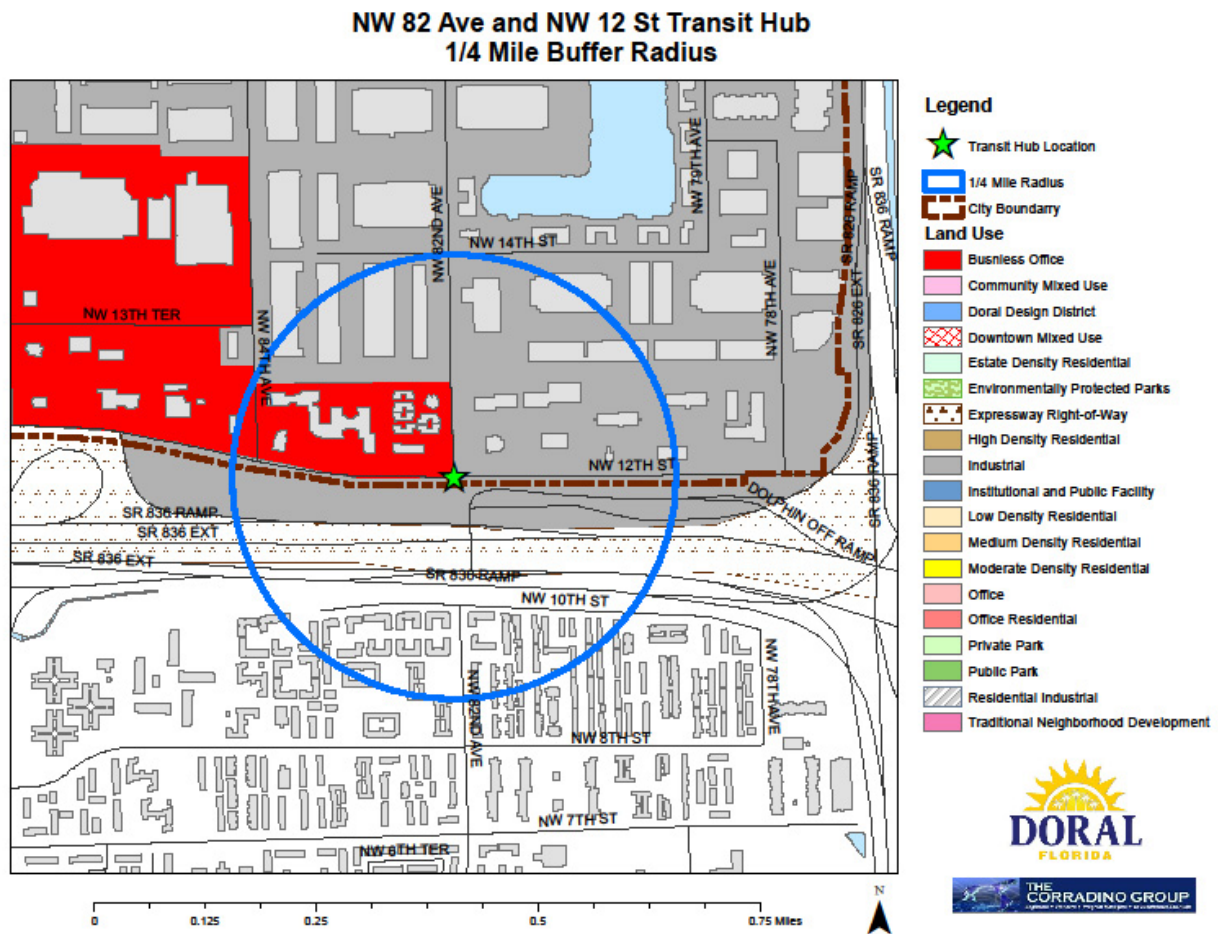 NW 82 Ave and NW 12 St Transit Hub
1/4 Mile Buffer Radius
NW 79TH AVE
SR 836 RAMP
SR 826 RAMP
NW 82ND AVE
NW 14TH ST
SR 826 EXT
NW 78TH AVE
NW 13TH TER
NW 84TH AVE
NW 12TH ST
SR 836 RAMP
DOLPHIN OFF RAMP
SR 836 RAMP
SR 836 EXT
SR 836 EXT
SR 836 RAMP
NW 10TH ST
NW 78TH AVE
NW 82ND AVE
NW 8TH ST
NW 7TH ST
NW 6TH TER
Legend
Transit Hub Location
1/4 Mile Radius
City Boundarry
Land Use
Busniess Office
Community Mixed Use
Doral Design District
Downtown Mixed Use
Estate Density Residential
Environmentally Protected Parks
Expressway Right-of-Way
High Density Residential
Industrial
Institutional and Public Facility
Low Density Residential
Medium Density Residential
Moderate Density Residential
Office
Office Residential
Private Park
Public Park
Residential Industrial
Traditional Neighborhood Development
DORAL
FLORIDA
THE
CORRADINO GROUP
N
0 0.125 0.25 0.5 0.75 Miles